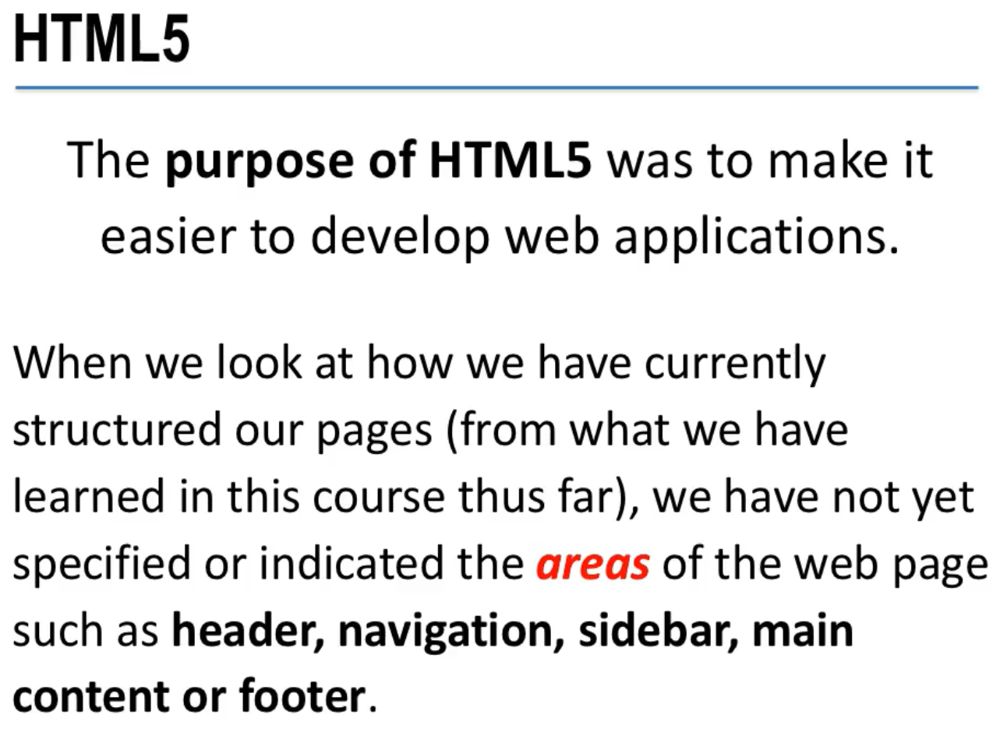 HTML5
The purpose of HTML5 was to make it
easier to develop web applications.
When we look at how we have currently
structured our pages (from what we have
learned in this course thus far), we have not yet
specified or indicated the areas of the web page
such as header, navigation, sidebar, main
content or footer.